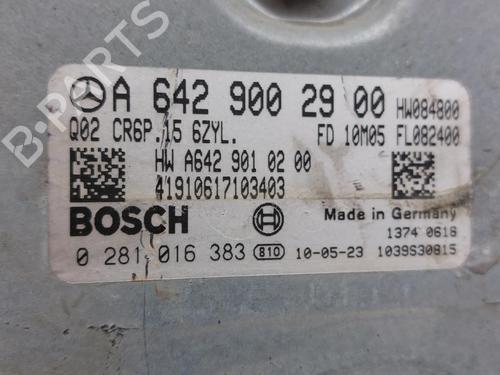 B-PARTS
A 642 900 29 00 HW084800
Q02 CR6P.15 6ZYL. FD 10M05 FL082400
HW A642 901 02 00
41910617103403
BOSCH
Made in Germany
1374 0618
0 281 016 383 810 10-05-23 1039S30815